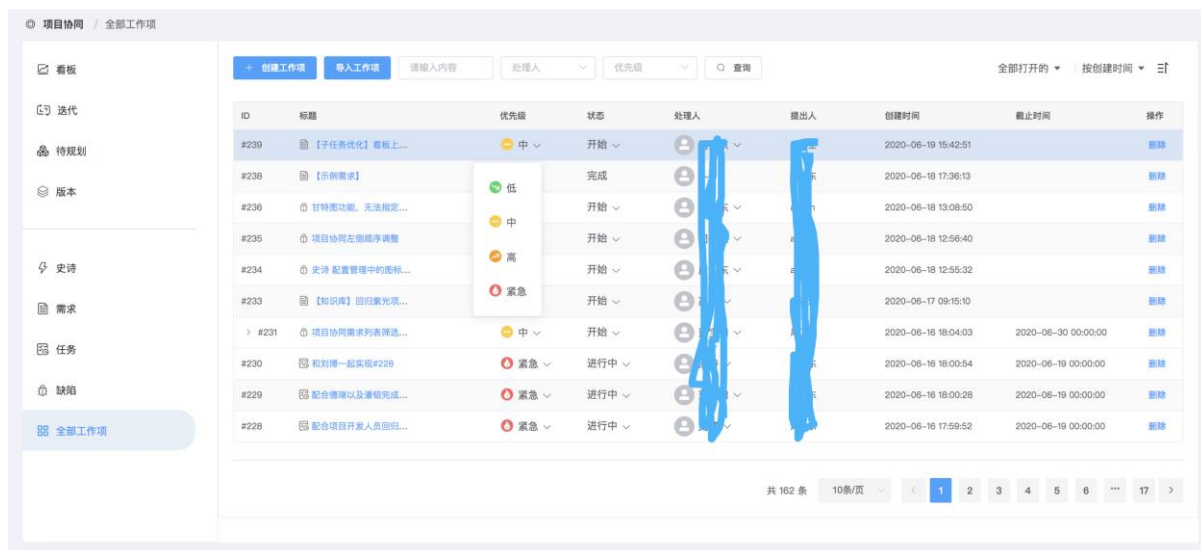 项目协同 / 全部工作项
看板
迭代
待规划
版本
史诗
需求
任务
缺陷
全部工作项
+ 创建工作项 导入工作项 请输入内容 处理人 优先级 查询 全部打开的 按创建时间
ID 标题 优先级 状态 处理人 提出人 创建时间 截止时间 操作
#239 【子任务优化】看板上... 中 开始 2020-06-19 15:42:51 删除
#238 【示例需求】 完成 2020-06-18 17:36:13 删除
#236 甘特图功能，无法指定... 开始 2020-06-18 13:08:50 删除
#235 项目协同左侧顺序调整 开始 2020-06-18 12:56:40 删除
#234 史诗 配置管理中的图标... 开始 2020-06-18 12:55:32 删除
#233 【知识库】回归紫光项... 开始 2020-06-17 09:15:10 删除
> #231 项目协同需求列表筛选... 中 开始 2020-06-16 18:04:03 2020-06-30 00:00:00 删除
#230 和刘博一起实现#228 紧急 进行中 2020-06-16 18:00:54 2020-06-19 00:00:00 删除
#229 配合德瑞以及潘韬完成... 紧急 进行中 2020-06-16 18:00:28 2020-06-19 00:00:00 删除
#228 配合项目开发人员回归... 紧急 进行中 2020-06-16 17:59:52 2020-06-19 00:00:00 删除
低
中
高
紧急
共 162 条 10条/页 < 1 2 3 4 5 6 ... 17 >